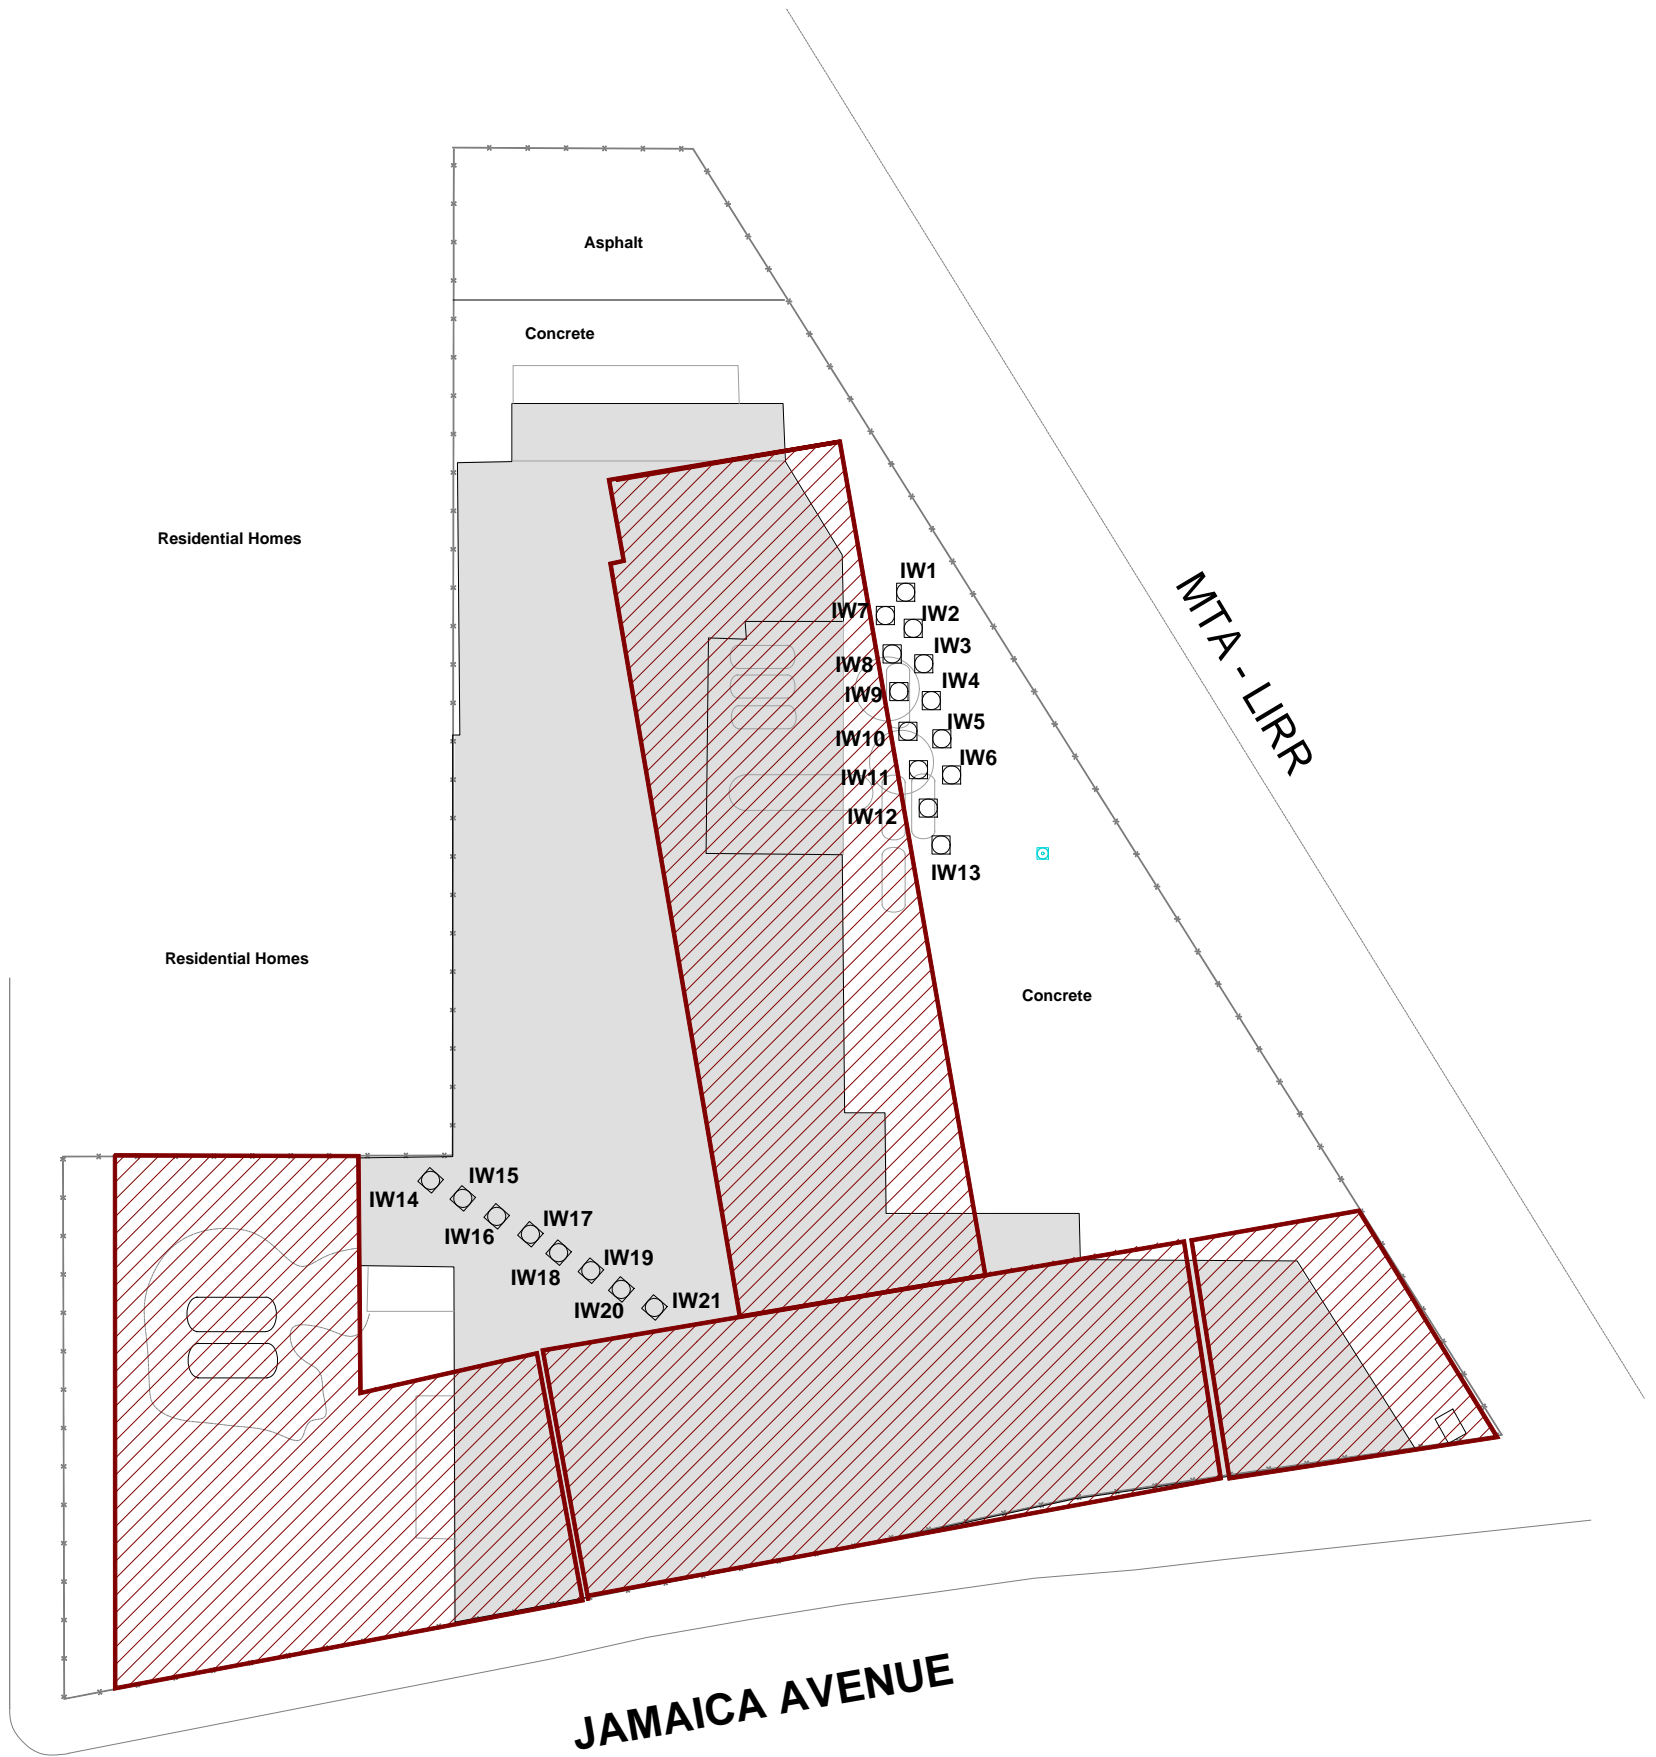 Asphalt
Concrete
Residential Homes
IW1
IW7
IW2
IW3
IW8
IW4
IW9
IW5
IW10
IW6
IW11
IW12
IW13
MTA - LIRR
Residential Homes
Concrete
IW15
IW14
IW17
IW16
IW19
IW18
IW21
IW20
JAMAICA AVENUE